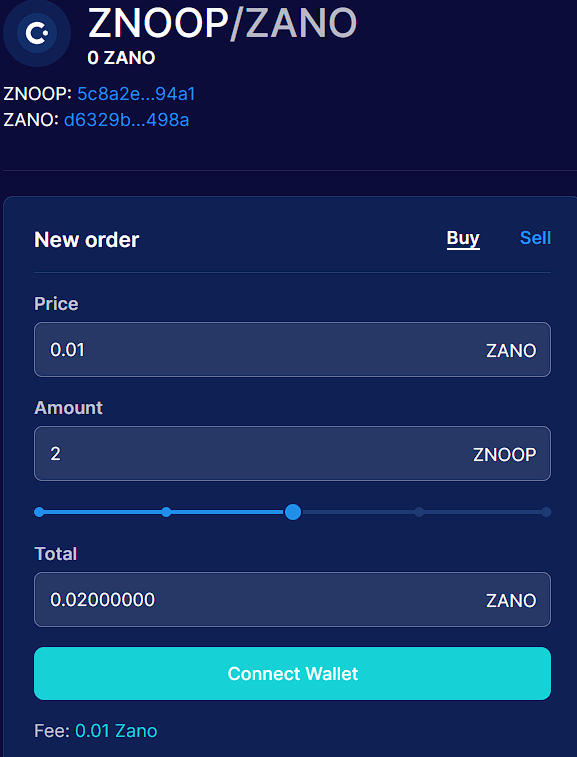 ZNOOP/ZANO
0 ZANO
ZNOOP: 5c8a2e...94a1
ZANO: d6329b...498a
New order Buy Sell
Price
0.01 ZANO
Amount
2 ZNOOP
Total
0.02000000 ZANO
Connect Wallet
Fee: 0.01 Zano